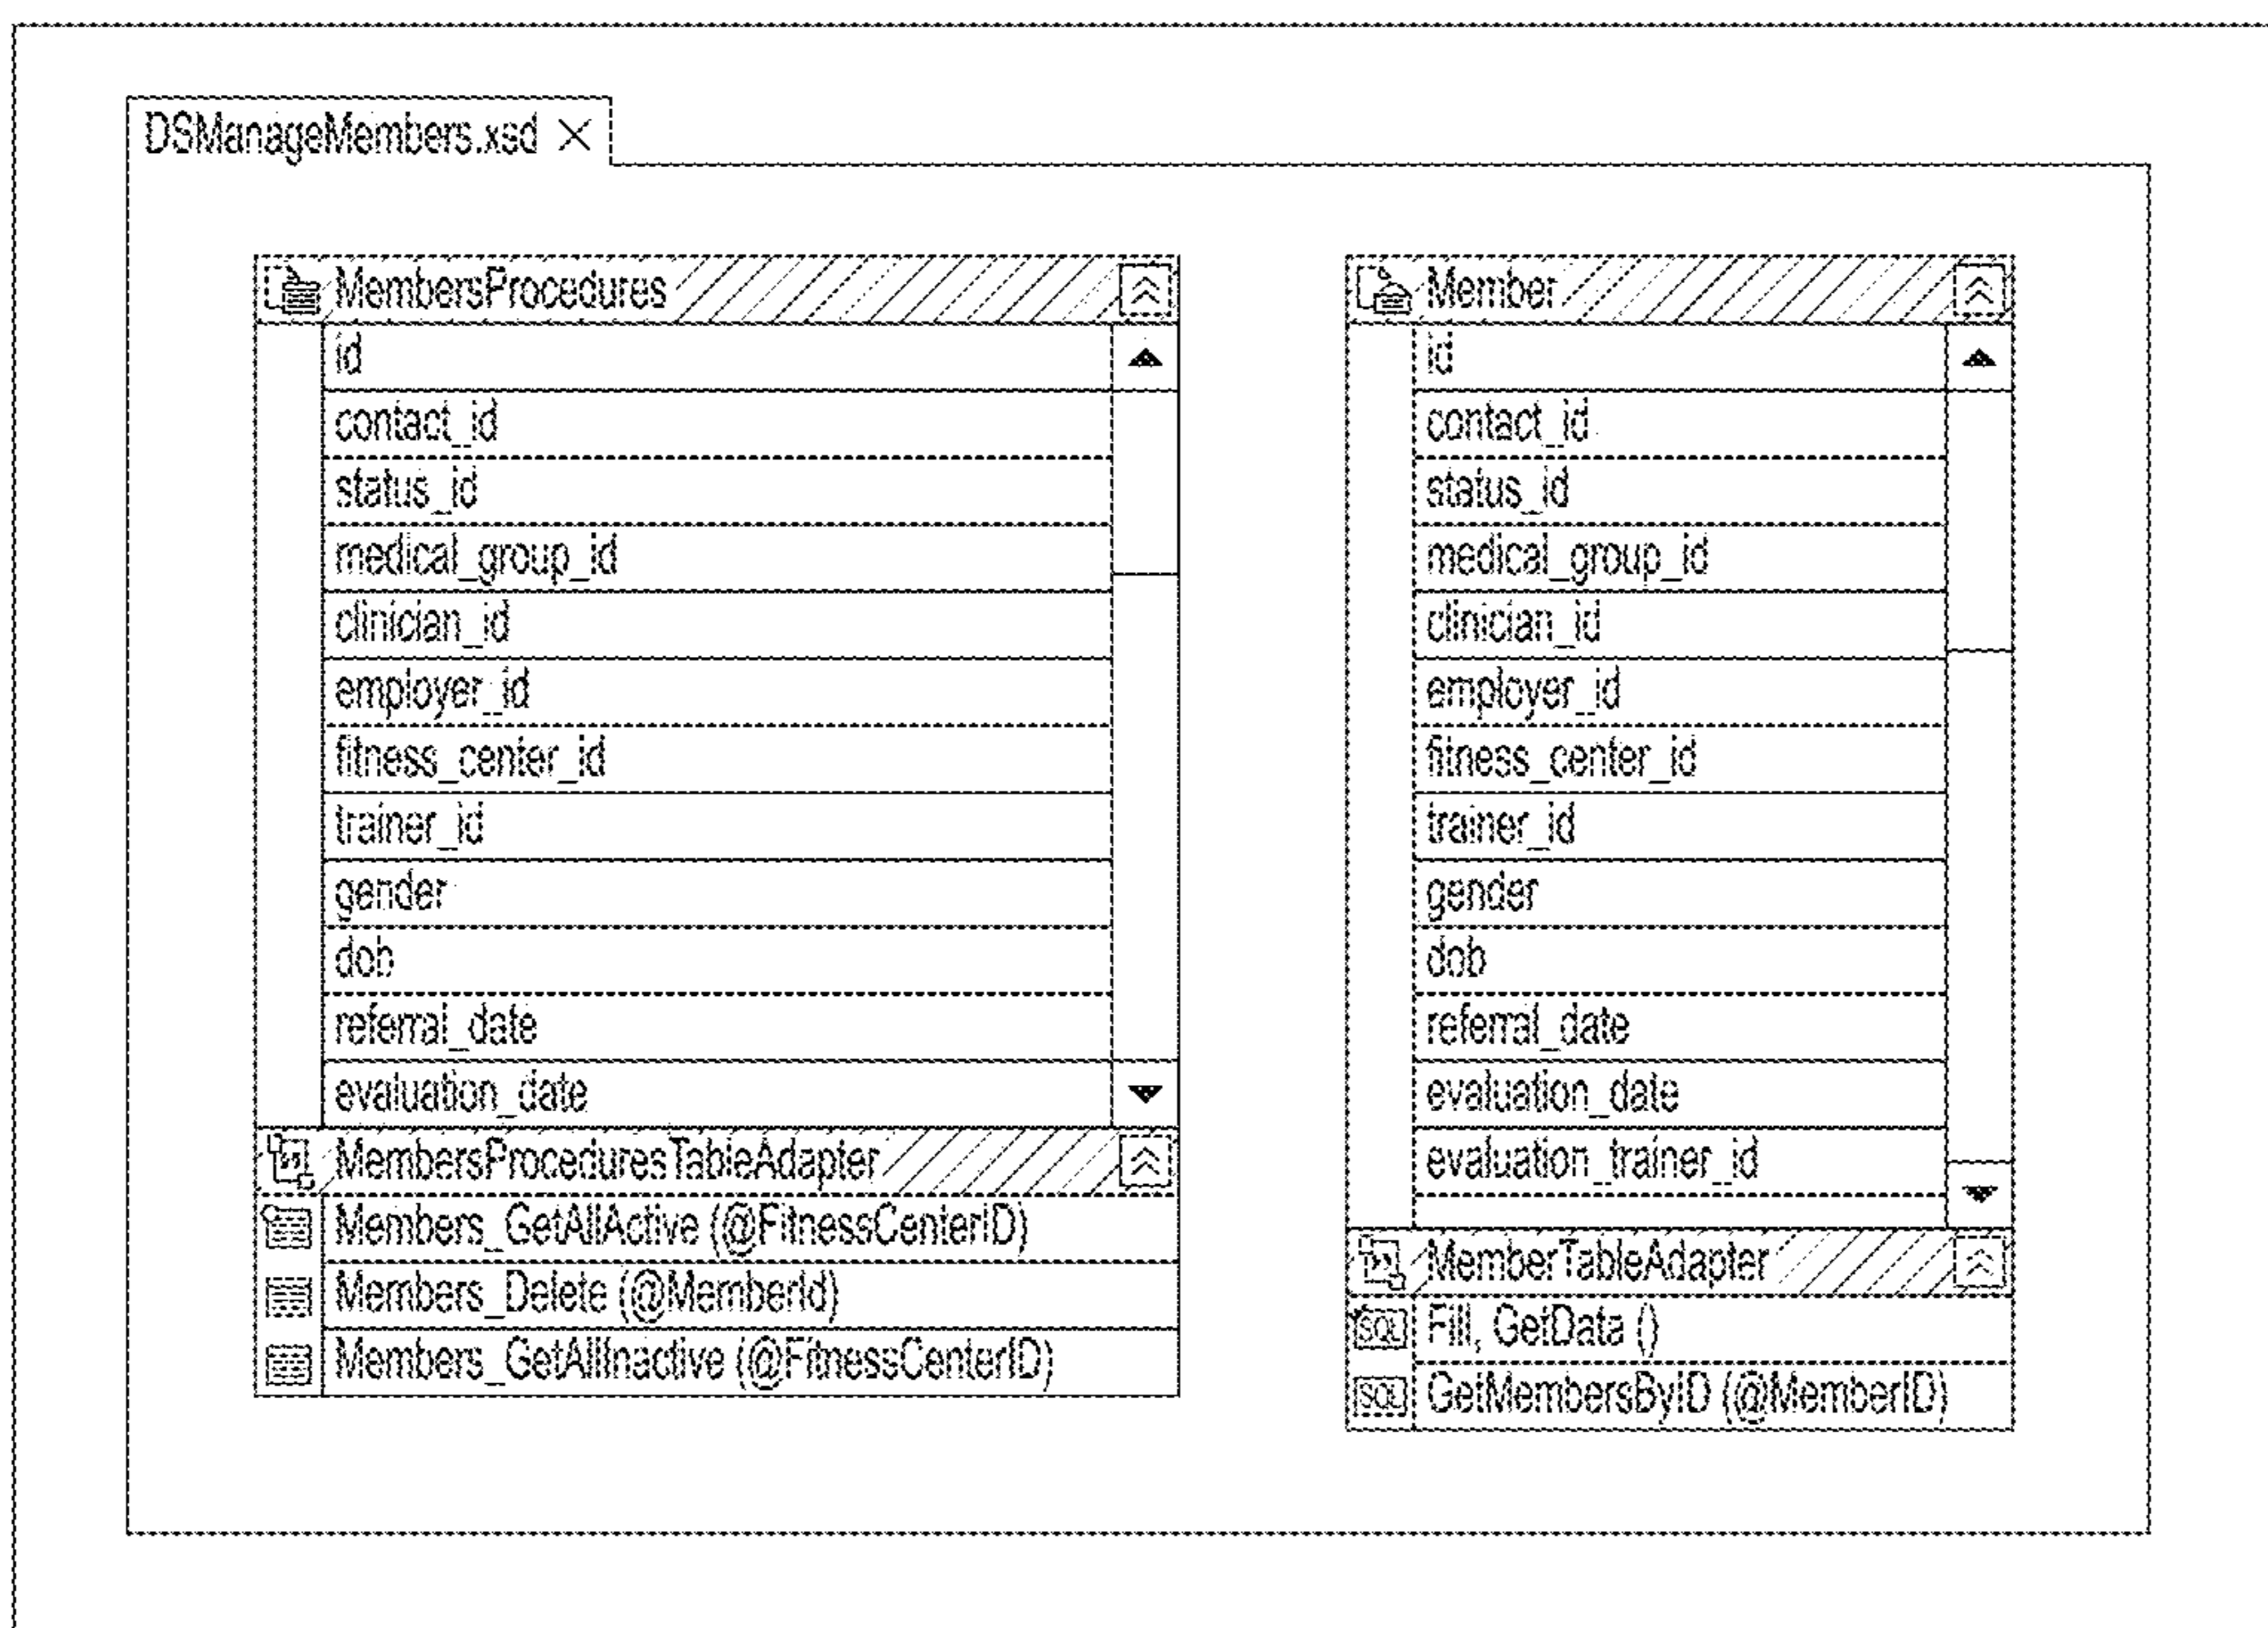 DSManageMembers.xsd
MembersProcedures
id
contact_id
status_id
medical_group_id
clinician_id
employer_id
fitness_center_id
trainer_id
gender
dob
referral_date
evaluation_date
MembersProceduresTableAdapter
Members_GetAllActive (@FitnessCenterID)
Members_Delete (@MemberId)
Members_GetAllInactive (@FitnessCenterID)
Member
id
contact_id
status_id
medical_group_id
clinician_id
employer_id
fitness_center_id
trainer_id
gender
dob
referral_date
evaluation_date
evaluation_trainer_id
MemberTableAdapter
SQL Fill, GetData ()
SQL GetMembersByID (@MemberID)